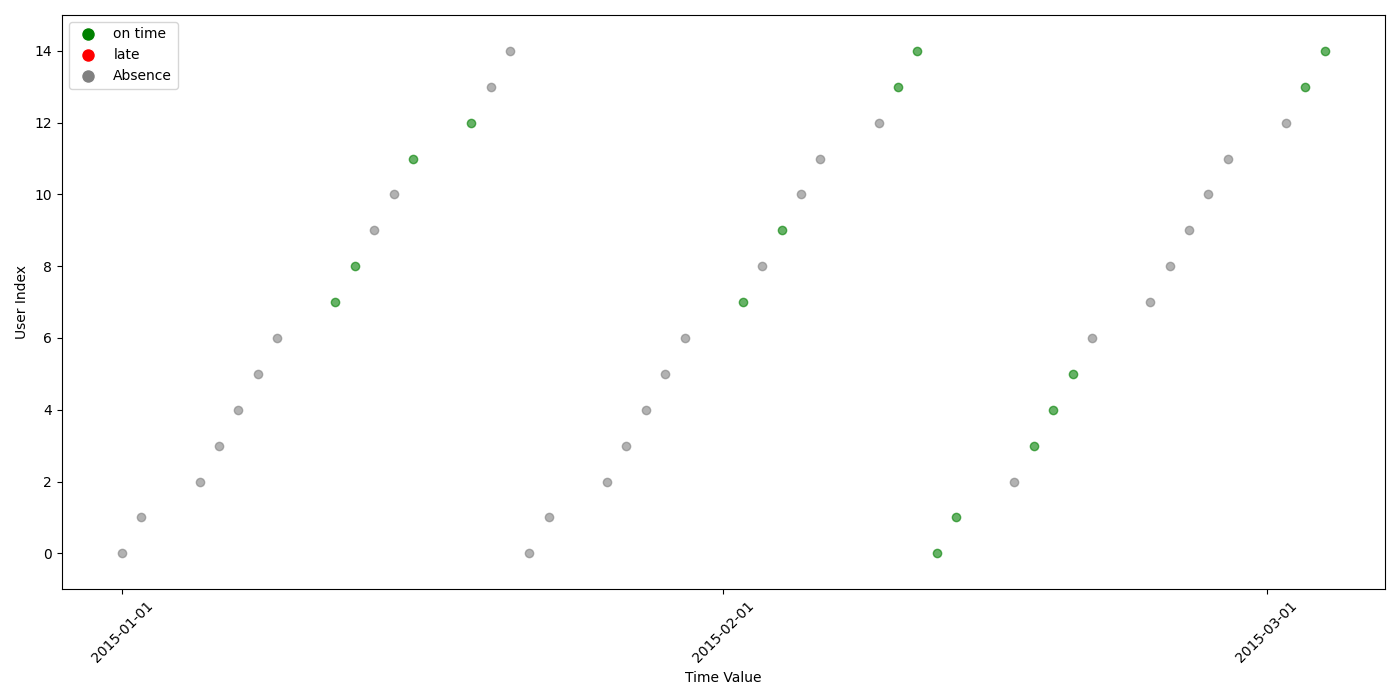 on time
late
Absence
14
12
10
8
6
4
2
0
User Index
2015-01-01
2015-02-01
2015-03-01
Time Value